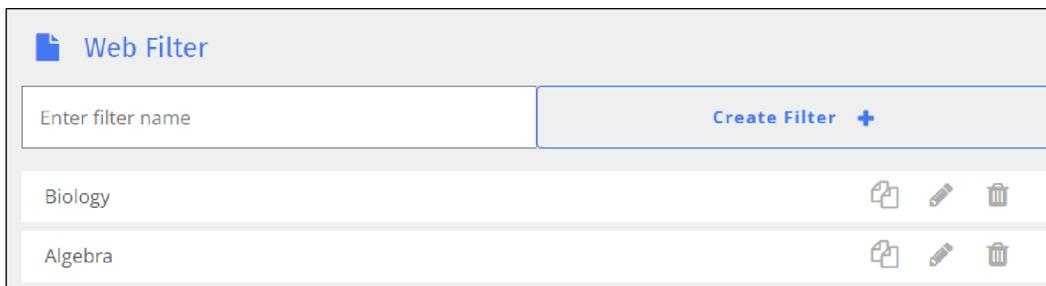 Web Filter
Enter filter name
Create Filter
Biology
Algebra